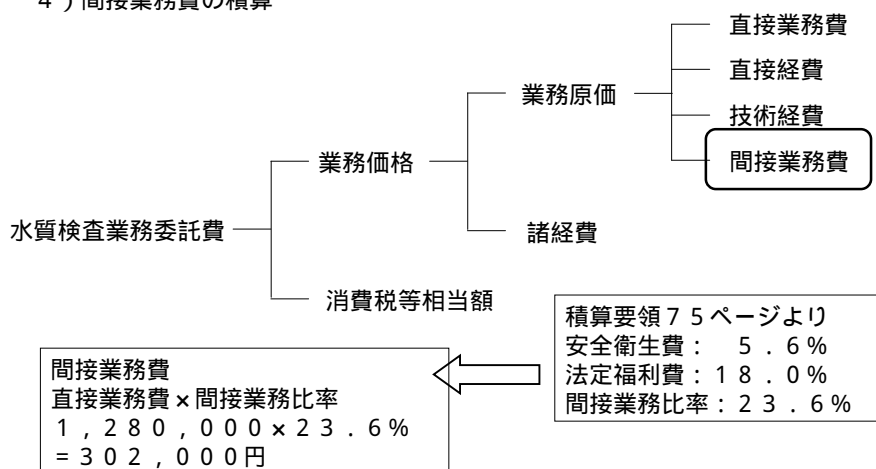 ４）間接業務費の積算
直接業務費
直接経費
業務原価
技術経費
業務価格
間接業務費
水質検査業務委託費
諸経費
消費税等相当額
積算要領７５ページより
安全衛生費：　５．６％
法定福利費：１８．０％
間接業務比率：２３．６％
間接業務費
直接業務費×間接業務比率
１，２８０，０００×２３．６％
＝３０２，０００円